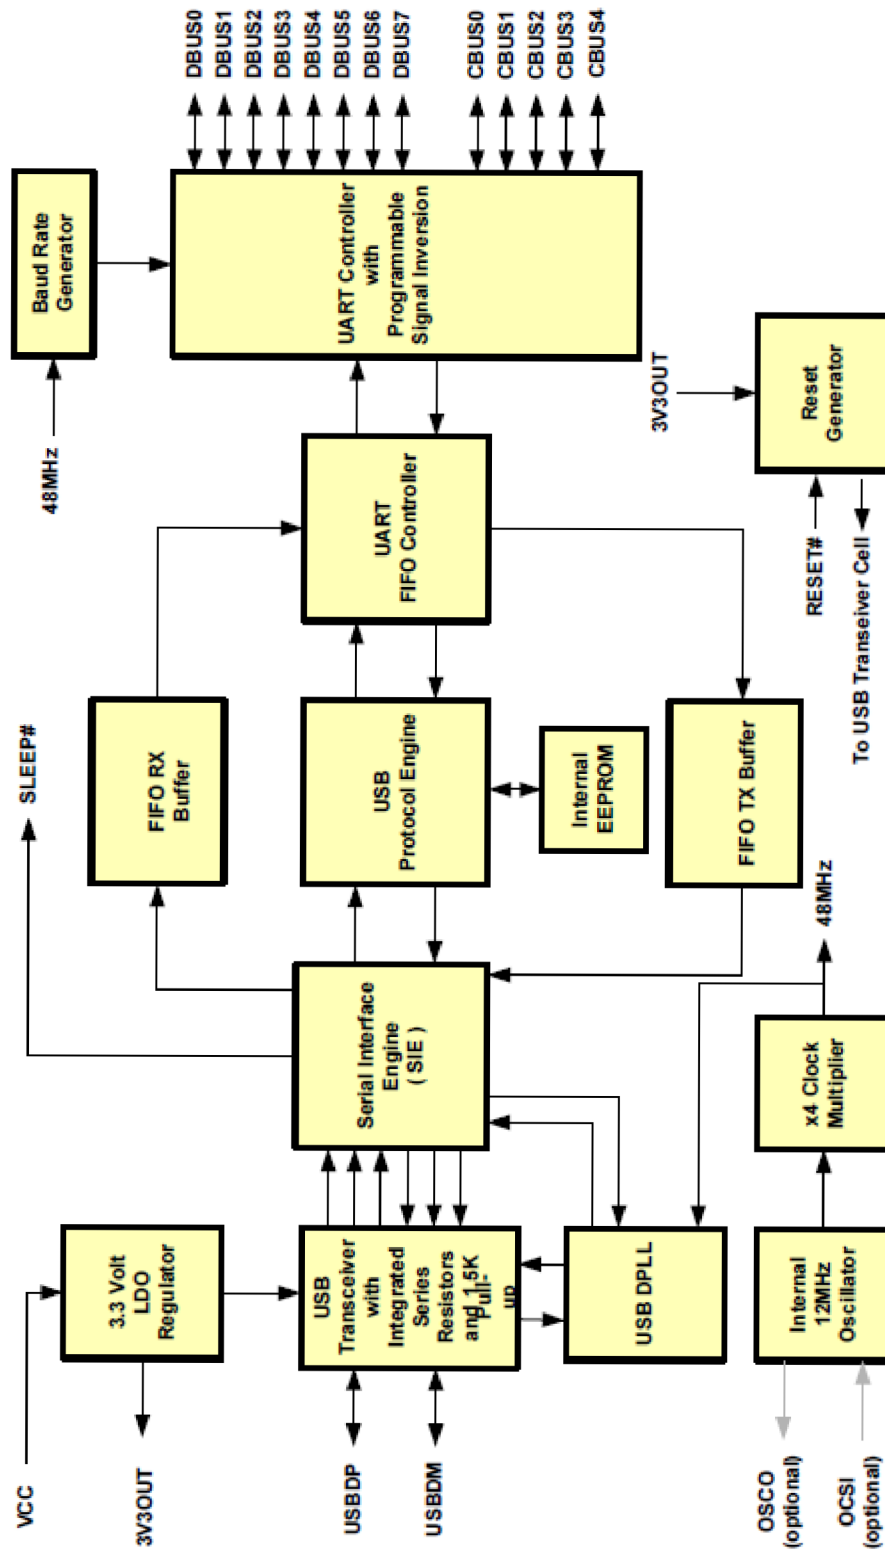 VCC
3.3 Volt
LDO
Regulator
3V3OUT
USBDP
USBDM
USB
Transceiver
with
Integrated
Series
Resistors
and 1.5K
Pull-
up
USB DPLL
OSCO
(optional)
OCSI
(optional)
Internal
12MHz
Oscillator
x4 Clock
Multiplier
48MHz
Serial Interface
Engine
( SIE )
SLEEP#
FIFO RX
Buffer
USB
Protocol Engine
Internal
EEPROM
FIFO TX Buffer
UART
FIFO Controller
48MHz
Baud Rate
Generator
UART Controller
with
Programmable
Signal Inversion
DBUS0
DBUS1
DBUS2
DBUS3
DBUS4
DBUS5
DBUS6
DBUS7
CBUS0
CBUS1
CBUS2
CBUS3
CBUS4
3V3OUT
RESET#
To USB Transeiver Cell
Reset
Generator